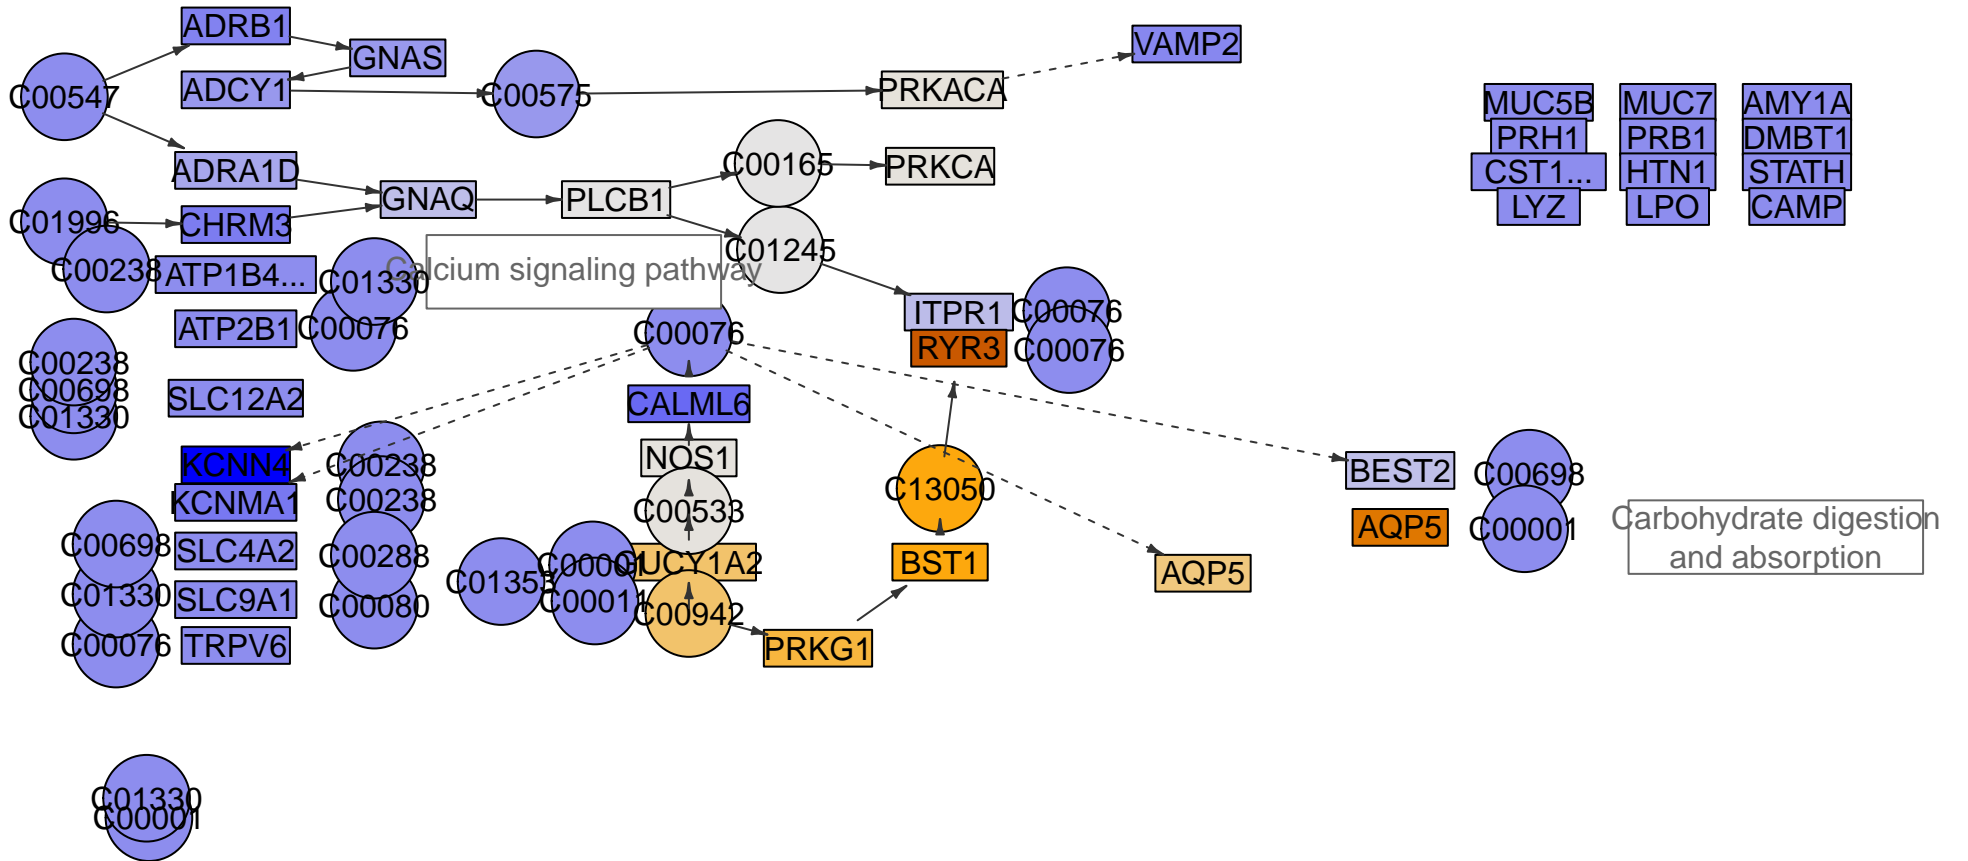 ADRB1
GNAS
VAMP2
C00547
ADCY1
C00575
PRKACA
MUC5B
MUC7
AMY1A
PRH1
PRB1
DMBT1
CST1...
HTN1
STATH
LYZ
LPO
CAMP
ADRA1D
C00165
PRKCA
GNAQ
PLCB1
C01996
CHRM3
C01245
C00238
ATP1B4...
C01330
Calcium signaling pathway
ITPR1
C00076
ATP2B1
C00076
C00076
RYR3
C00076
C00238
C00698
C01330
SLC12A2
CALML6
KCNN4
C00238
NOS1
BEST2
C00698
KCNMA1
C00238
C00533
C13050
AQP5
C00001
Carbohydrate digestion
and absorption
C00698
SLC4A2
C00288
C01353
C00001
GUCY1A2
BST1
AQP5
C01330
SLC9A1
C00080
C00011
C00942
C00076
TRPV6
PRKG1
C01330
C00001